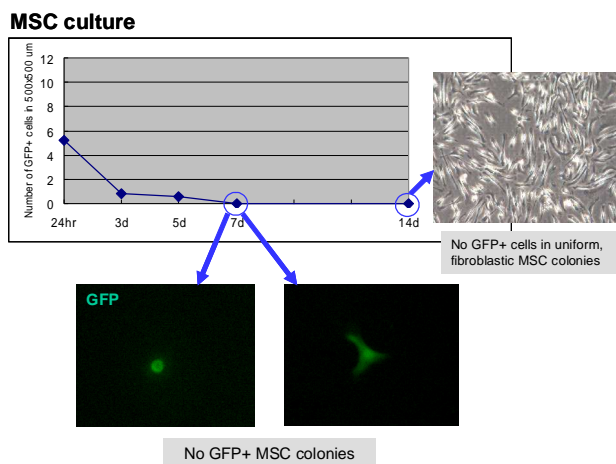 MSC culture
Number of GFP+ cells in 500x500 um
12
10
8
6
4
2
0
24hr 3d 5d 7d 14d
No GFP+ cells in uniform,
fibroblastic MSC colonies
GFP
No GFP+ MSC colonies